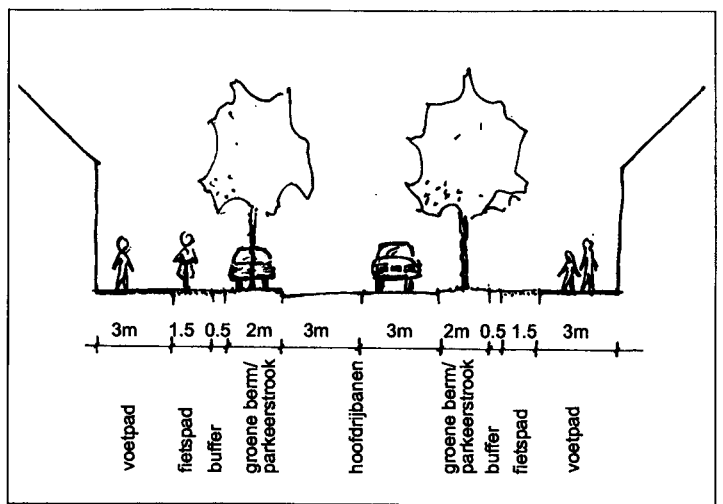 3m 1.5 0.5 2m 3m 3m 2m 0.5 1.5 3m
voetpad
fietspad
buffer
groene berm/
parkeerstrook
hoofdrijbanen
groene berm/
parkeerstrook
buffer
fietspad
voetpad